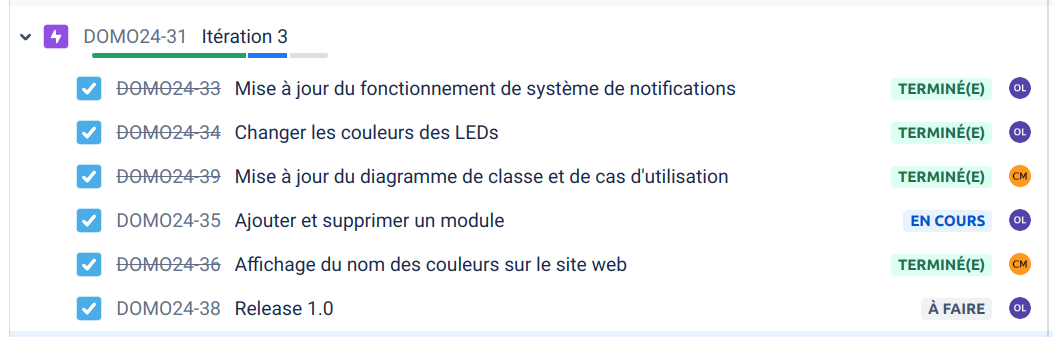 DOMO24-31 Itération 3
DOMO24-33 Mise à jour du fonctionnement de système de notifications TERMINÉ(E) OL
DOMO24-34 Changer les couleurs des LEDs TERMINÉ(E) OL
DOMO24-39 Mise à jour du diagramme de classe et de cas d'utilisation TERMINÉ(E) CM
DOMO24-35 Ajouter et supprimer un module EN COURS OL
DOMO24-36 Affichage du nom des couleurs sur le site web TERMINÉ(E) CM
DOMO24-38 Release 1.0 À FAIRE OL